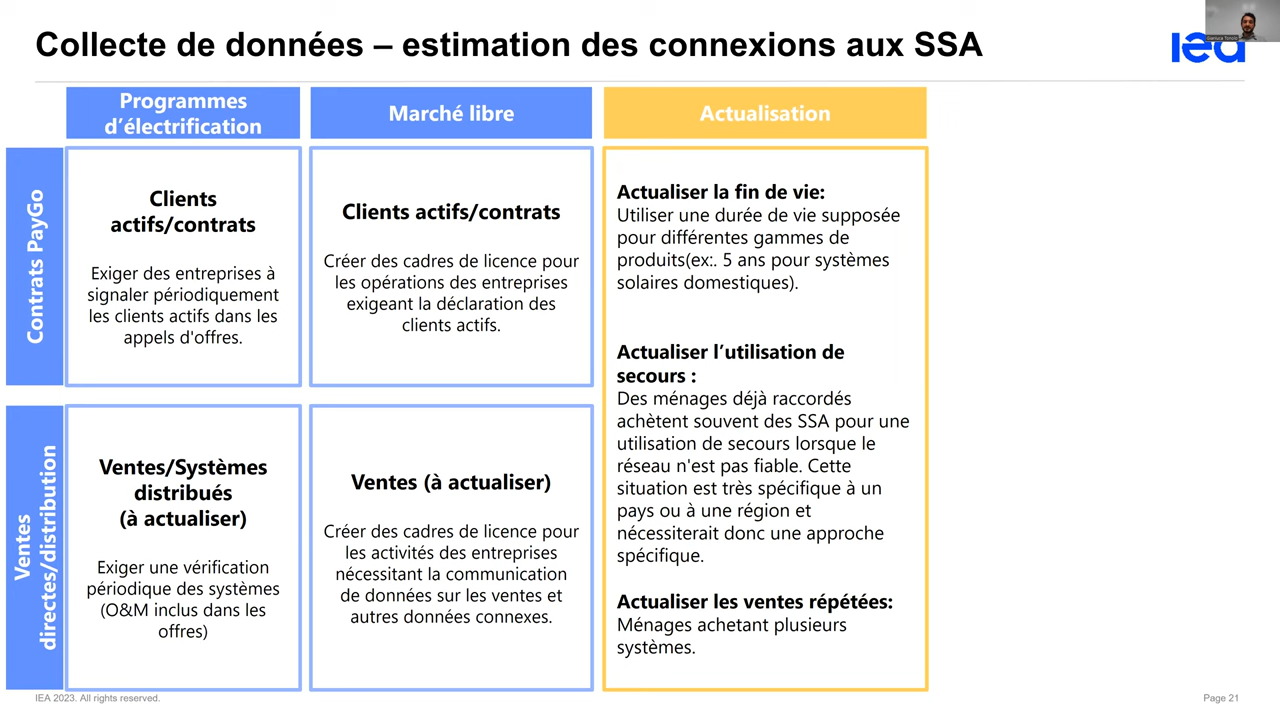 Collecte de données – estimation des connexions aux SSA
iea
Programmes
d’électrification
Marché libre
Actualisation
Contrats PayGo
Clients
actifs/contrats
Exiger des entreprises à
signaler périodiquement
les clients actifs dans les
appels d'offres.
Clients actifs/contrats
Créer des cadres de licence pour
les opérations des entreprises
exigeant la déclaration des
clients actifs.
Actualiser la fin de vie:
Utiliser une durée de vie supposée
pour différentes gammes de
produits(ex:. 5 ans pour systèmes
solaires domestiques).
Actualiser l’utilisation de
secours :
Des ménages déjà raccordés
achètent souvent des SSA pour une
utilisation de secours lorsque le
réseau n'est pas fiable. Cette
situation est très spécifique à un
pays ou à une région et
nécessiterait donc une approche
spécifique.
Actualiser les ventes répétées:
Ménages achetant plusieurs
systèmes.
Ventes
directes/distribution
Ventes/Systèmes
distribués
(à actualiser)
Exiger une vérification
périodique des systèmes
(O&M inclus dans les
offres)
Ventes (à actualiser)
Créer des cadres de licence pour
les activités des entreprises
nécessitant la communication
de données sur les ventes et
autres données connexes.
IEA 2023. All rights reserved.
Page 21